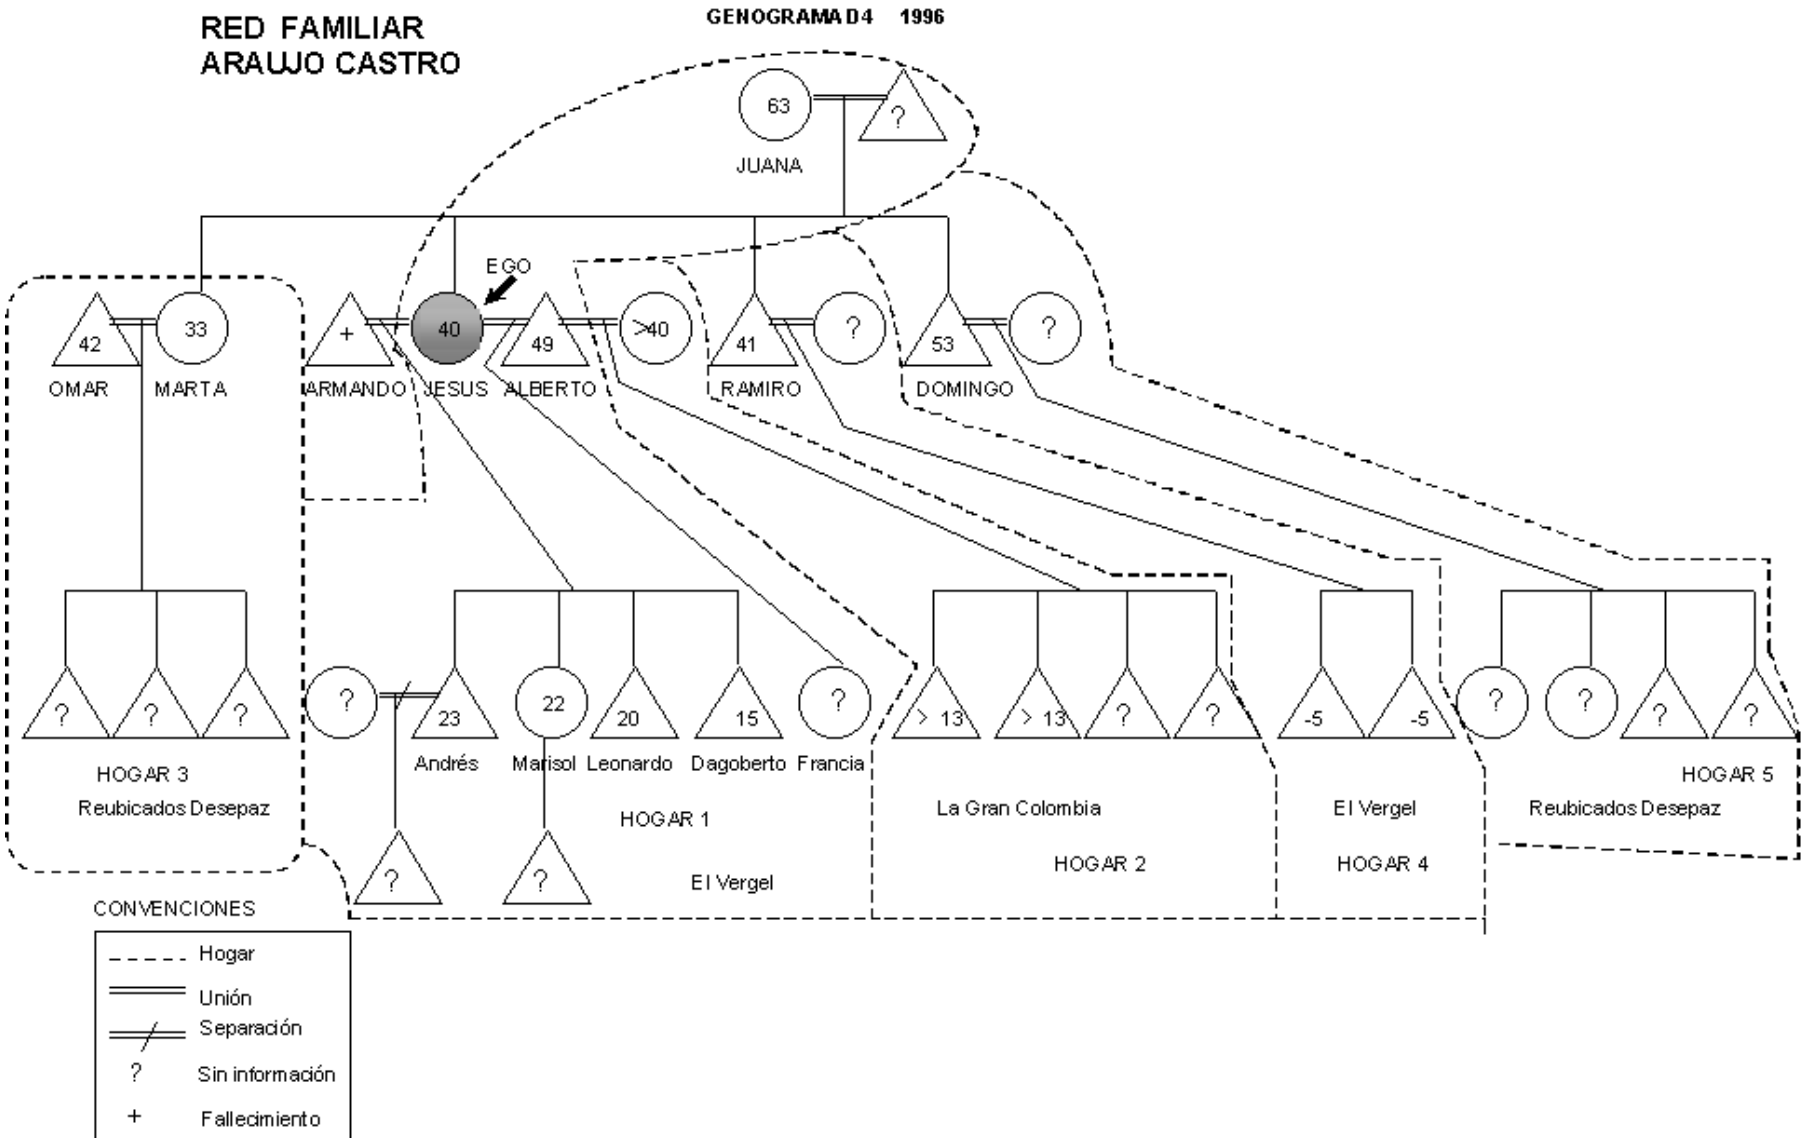 RED FAMILIAR
ARAUJO CASTRO
GENOGRAMA D4 1996
63
?
JUANA
EGO
42
33
+
40
49
>40
41
?
53
?
OMAR
MARTA
ARMANDO
JESUS
ALBERTO
RAMIRO
DOMINGO
?
?
?
?
23
22
20
15
?
> 13
> 13
?
?
-5
-5
?
?
?
?
Andrés
Marisol
Leonardo
Dagoberto
Francia
HOGAR 3
Reubicados Desepaz
HOGAR 1
El Vergel
La Gran Colombia
HOGAR 2
El Vergel
HOGAR 4
HOGAR 5
Reubicados Desepaz
?
?
CONVENCIONES
Hogar
Unión
Separación
? Sin información
+ Fallecimiento